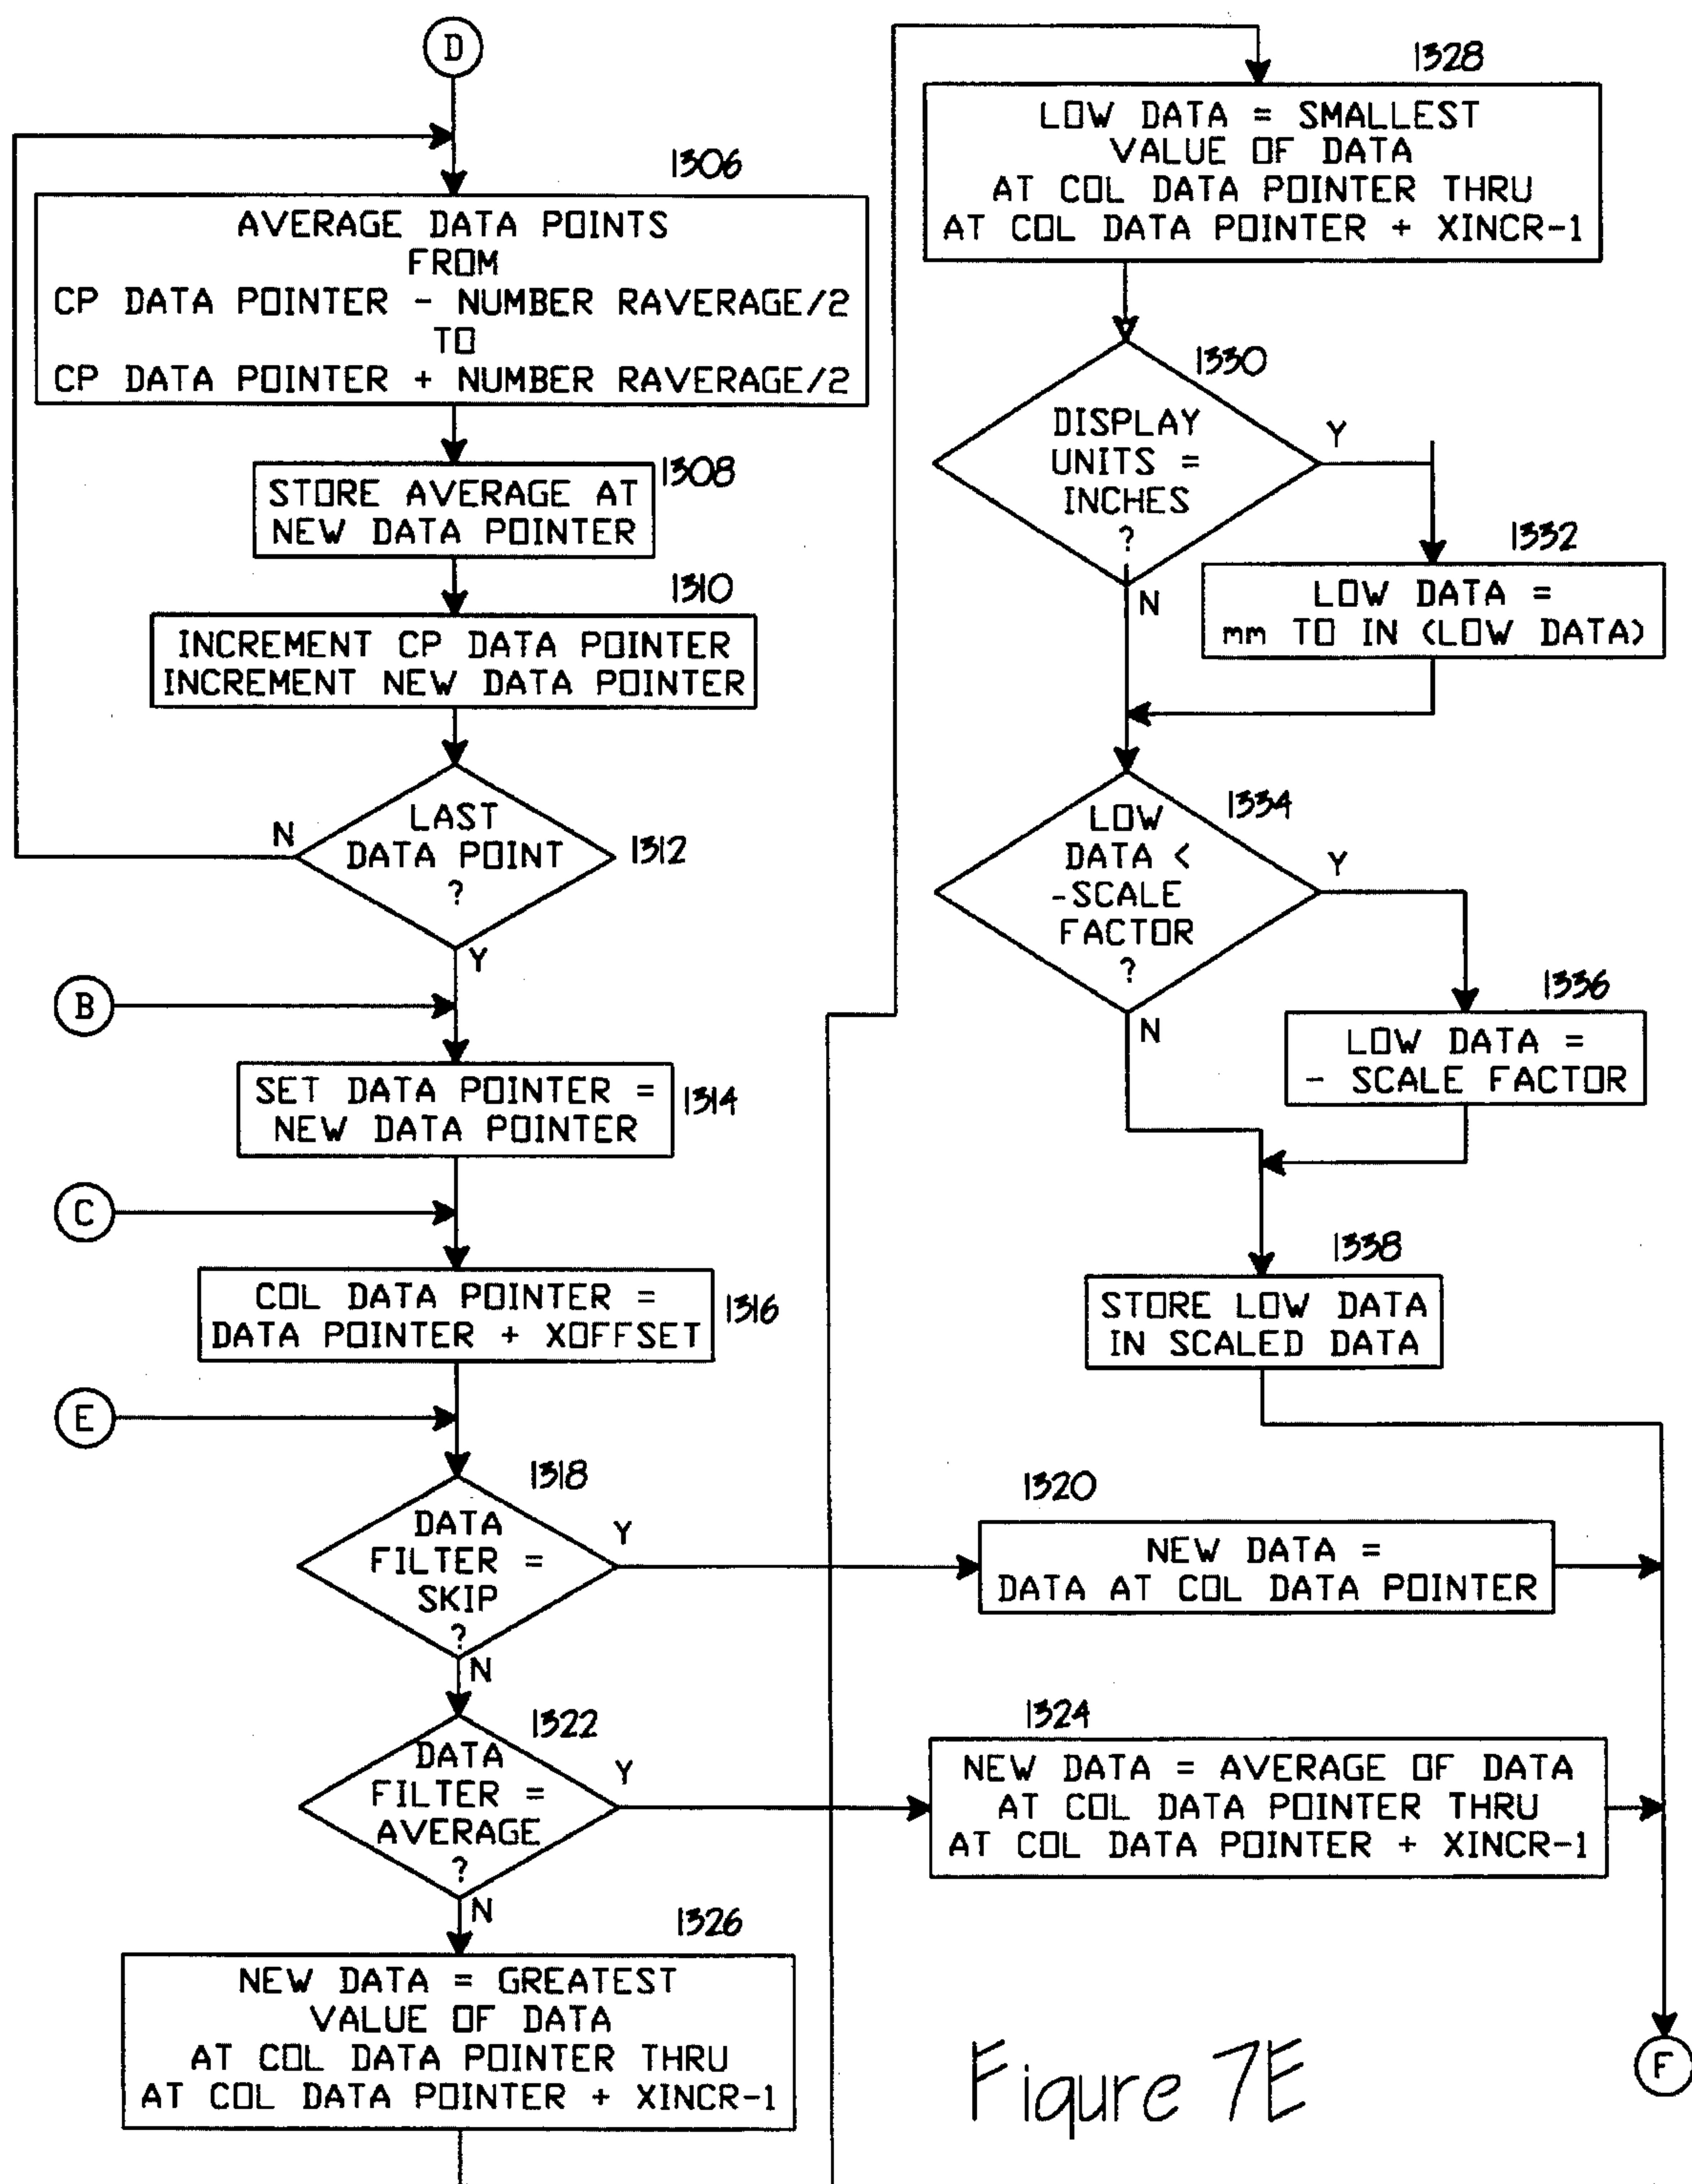 D
1306
AVERAGE DATA POINTS
FROM
CP DATA POINTER - NUMBER RAVERAGE/2
TO
CP DATA POINTER + NUMBER RAVERAGE/2
1308
STORE AVERAGE AT
NEW DATA POINTER
1310
INCREMENT CP DATA POINTER
INCREMENT NEW DATA POINTER
LAST
DATA POINT
?
1312
N
Y
B
SET DATA POINTER =
NEW DATA POINTER
1314
C
COL DATA POINTER =
DATA POINTER + XOFFSET
1316
E
1318
DATA
FILTER =
SKIP
?
Y
N
1320
NEW DATA =
DATA AT COL DATA POINTER
1322
DATA
FILTER =
AVERAGE
?
Y
N
1324
NEW DATA = AVERAGE OF DATA
AT COL DATA POINTER THRU
AT COL DATA POINTER + XINCR-1
1326
NEW DATA = GREATEST
VALUE OF DATA
AT COL DATA POINTER THRU
AT COL DATA POINTER + XINCR-1
1328
LOW DATA = SMALLEST
VALUE OF DATA
AT COL DATA POINTER THRU
AT COL DATA POINTER + XINCR-1
1330
DISPLAY
UNITS =
INCHES
?
Y
N
1332
LOW DATA =
mm TO IN (LOW DATA)
1334
LOW
DATA <
-SCALE
FACTOR
?
Y
N
1336
LOW DATA =
- SCALE FACTOR
1338
STORE LOW DATA
IN SCALED DATA
F
Figure 7E